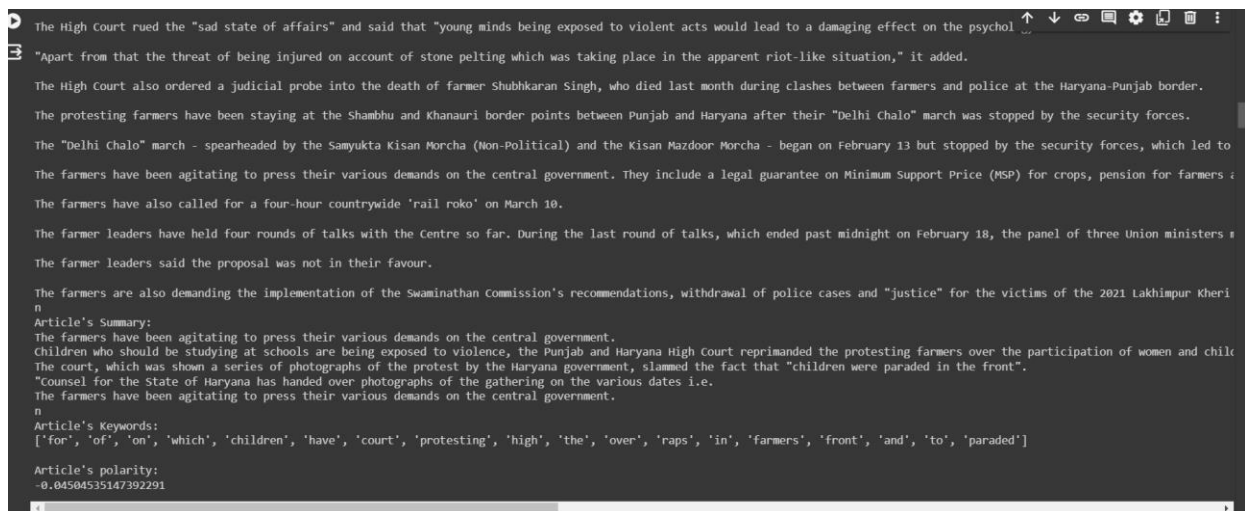 The High Court rued the "sad state of affairs" and said that "young minds being exposed to violent acts would lead to a damaging effect on the
"Apart from that the threat of being injured on account of stone pelting which was taking place in the apparent riot-like situation," it added.
The High Court also ordered a judicial probe into the death of farmer Shubhkaran Singh, who died last month during clashes between farmers and police at the Haryana-Punjab border.
The protesting farmers have been staying at the Shambhu and Khanauri border points between Punjab and Haryana after their "Delhi Chalo" march was stopped by the security forces.
The "Delhi Chalo" march - spearheaded by the Samyukta Kisan Morcha (Non-Political) and the Kisan Mazdoor Morcha - began on February 13 but stopped by the security forces, which led to
The farmers have been agitating to press their various demands on the central government. They include a legal guarantee on Minimum Support Price (MSP) for crops, pension for farmers
The farmers have also called for a four-hour countrywide 'rail roko' on March 10.
The farmer leaders have held four rounds of talks with the Centre so far. During the last round of talks, which ended past midnight on February 18, the panel of three Union ministers
The farmer leaders said the proposal was not in their favour.
The farmers are also demanding the implementation of the Swaminathan Commission's recommendations, withdrawal of police cases and "justice" for the victims of the 2021 Lakhimpur Kheri
n
Article's Summary:
The farmers have been agitating to press their various demands on the central government.
Children who should be studying at schools are being exposed to violence, the Punjab and Haryana High Court reprimanded the protesting farmers over the participation of women and
The court, which was shown a series of photographs of the protest by the Haryana government, slammed the fact that "children were paraded in the front".
"Counsel for the State of Haryana has handed over photographs of the gathering on the various dates i.e.
The farmers have been agitating to press their various demands on the central government.
n
Article's Keywords:
['for', 'of', 'on', 'which', 'children', 'have', 'court', 'protesting', 'high', 'the', 'over', 'raps', 'in', 'farmers', 'front', 'and', 'to', 'paraded']
Article's polarity:
-0.04504535147392291